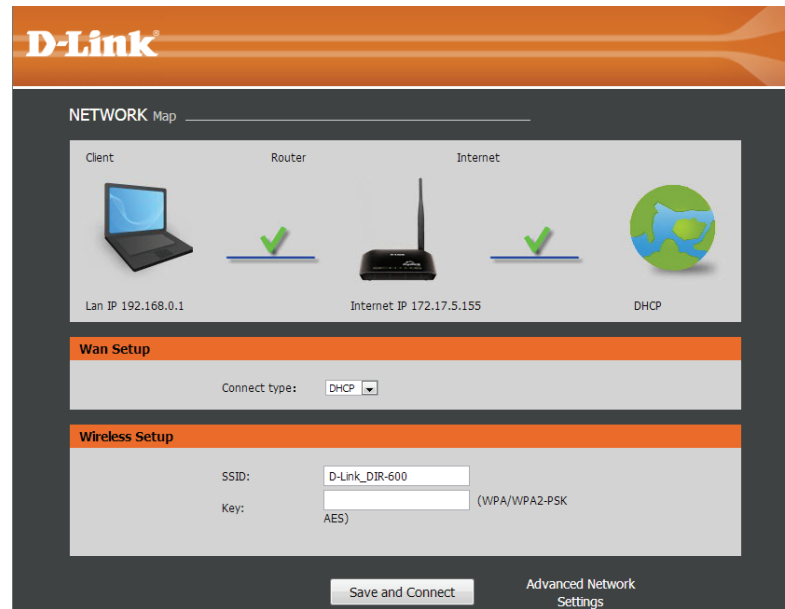 D-Link®
NETWORK Map
Client Router Internet
Lan IP 192.168.0.1 Internet IP 172.17.5.155 DHCP
Wan Setup
Connect type: DHCP
Wireless Setup
SSID: D-Link_DIR-600
Key: (WPA/WPA2-PSK
AES)
Save and Connect Advanced Network
Settings